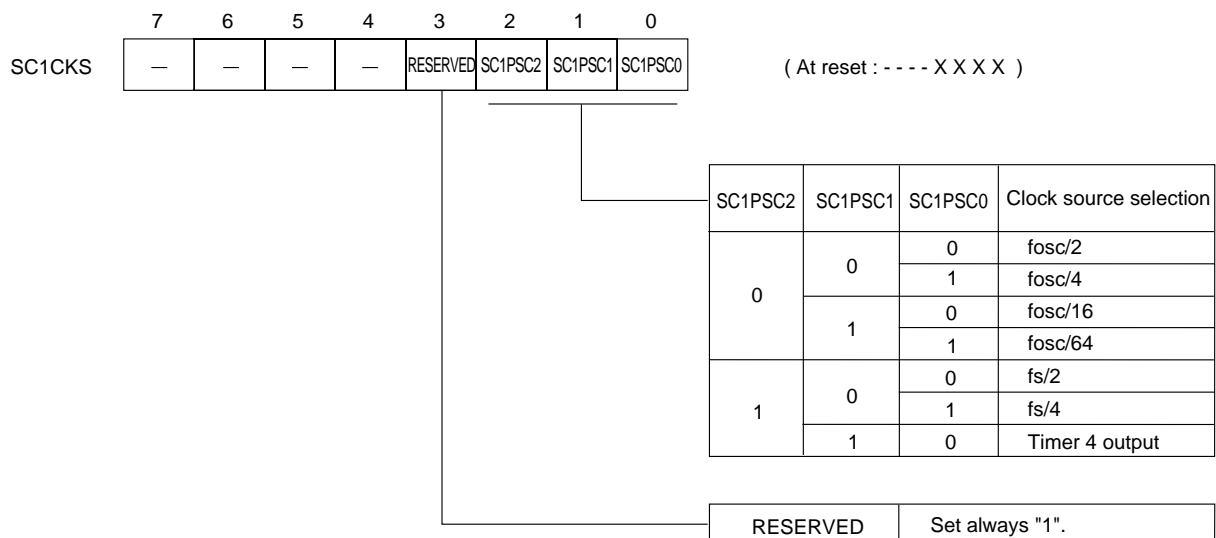 7 6 5 4 3 2 1 0
SC1CKS — — — — RESERVED SC1PSC2 SC1PSC1 SC1PSC0 ( At reset : - - - - X X X X )
SC1PSC2 SC1PSC1 SC1PSC0 Clock source selection
0 0 0 fosc/2
1 fosc/4
1 0 fosc/16
1 fosc/64
1 0 0 fs/2
1 fs/4
1 0 Timer 4 output
RESERVED Set always "1".